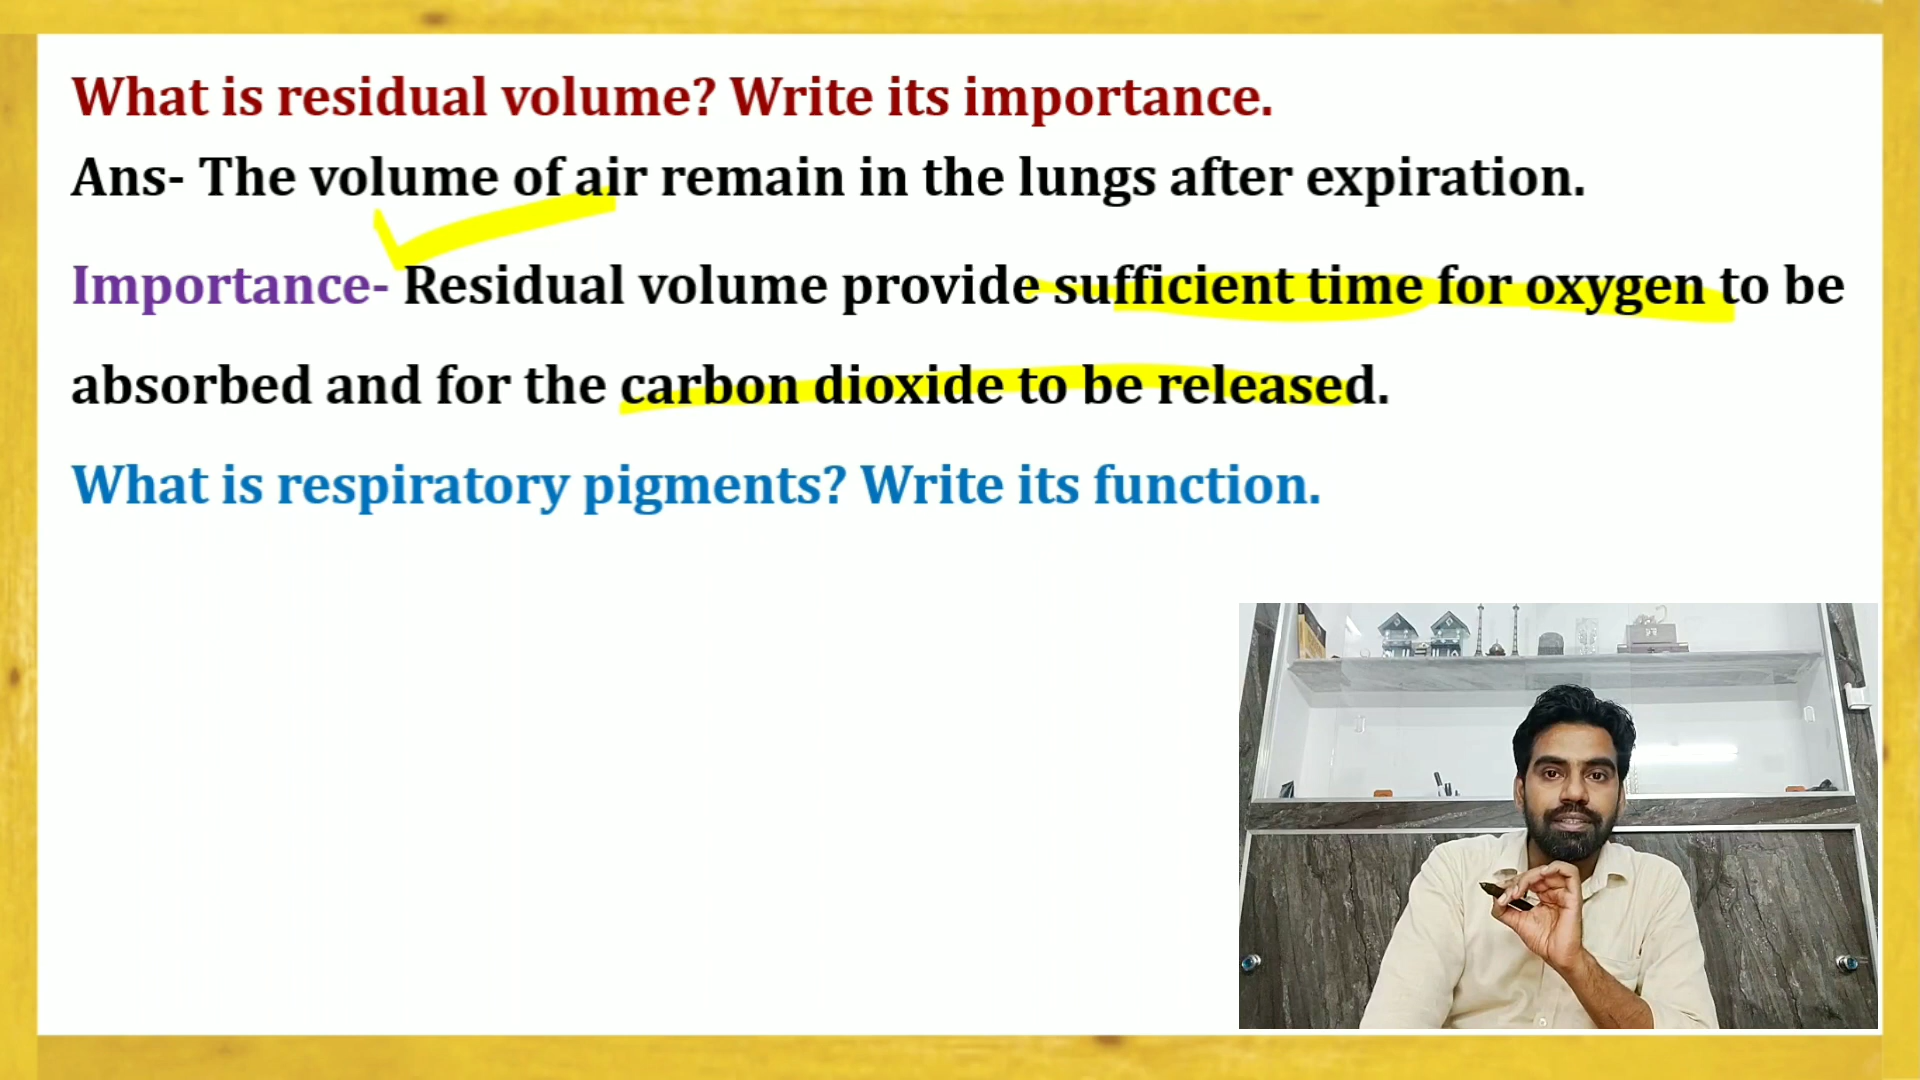 What is residual volume? Write its importance.
Ans- The volume of air remain in the lungs after expiration.
Importance- Residual volume provide sufficient time for oxygen to be
absorbed and for the carbon dioxide to be released.
What is respiratory pigments? Write its function.